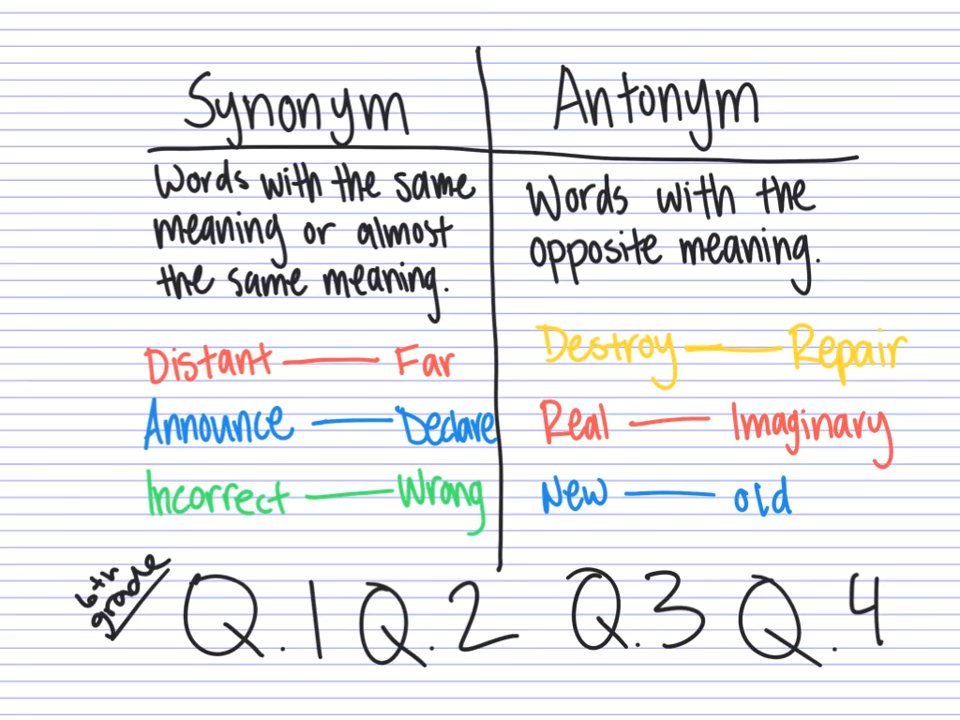 Synonym
Words with the same
meaning or almost
the same meaning.
Distant — Far
Announce — Declare
Incorrect — Wrong
Antonym
Words with the
opposite meaning.
Destroy — Repair
Real — Imaginary
New — old
6th
grade
Q.1 Q.2 Q.3 Q.4